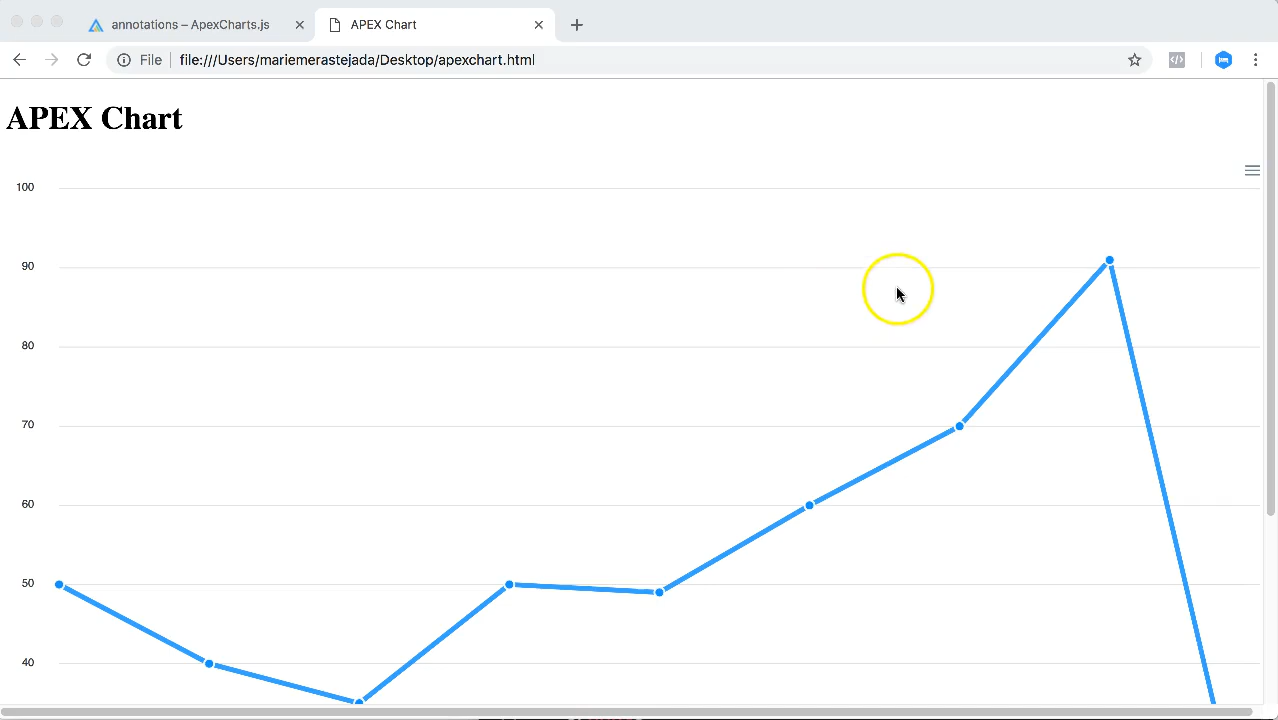 annotations – ApexCharts.js
APEX Chart
File
file:///Users/mariemerastejada/Desktop/apexchart.html
APEX Chart
100
90
80
70
60
50
40